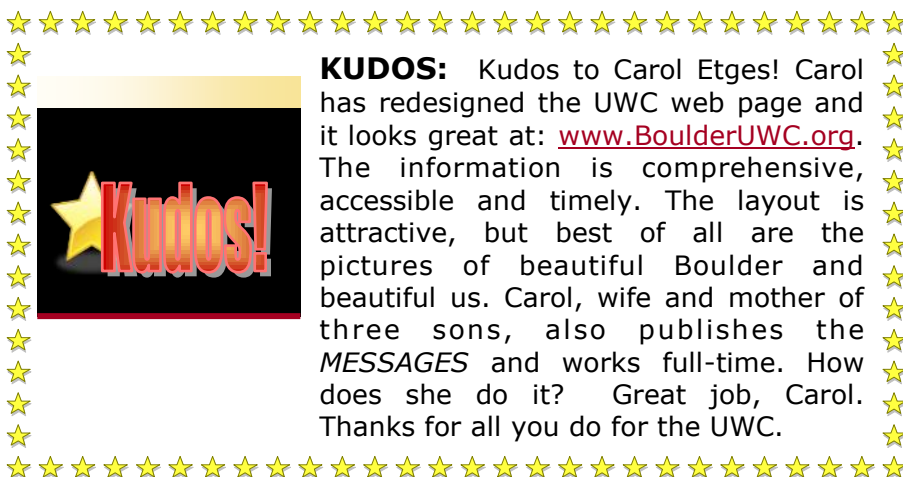 Kudos!
KUDOS: Kudos to Carol Etges! Carol
has redesigned the UWC web page and
it looks great at: www.BoulderUWC.org.
The information is comprehensive,
accessible and timely. The layout is
attractive, but best of all are the
pictures of beautiful Boulder and
beautiful us. Carol, wife and mother of
three sons, also publishes the
MESSAGES and works full-time. How
does she do it? Great job, Carol.
Thanks for all you do for the UWC.